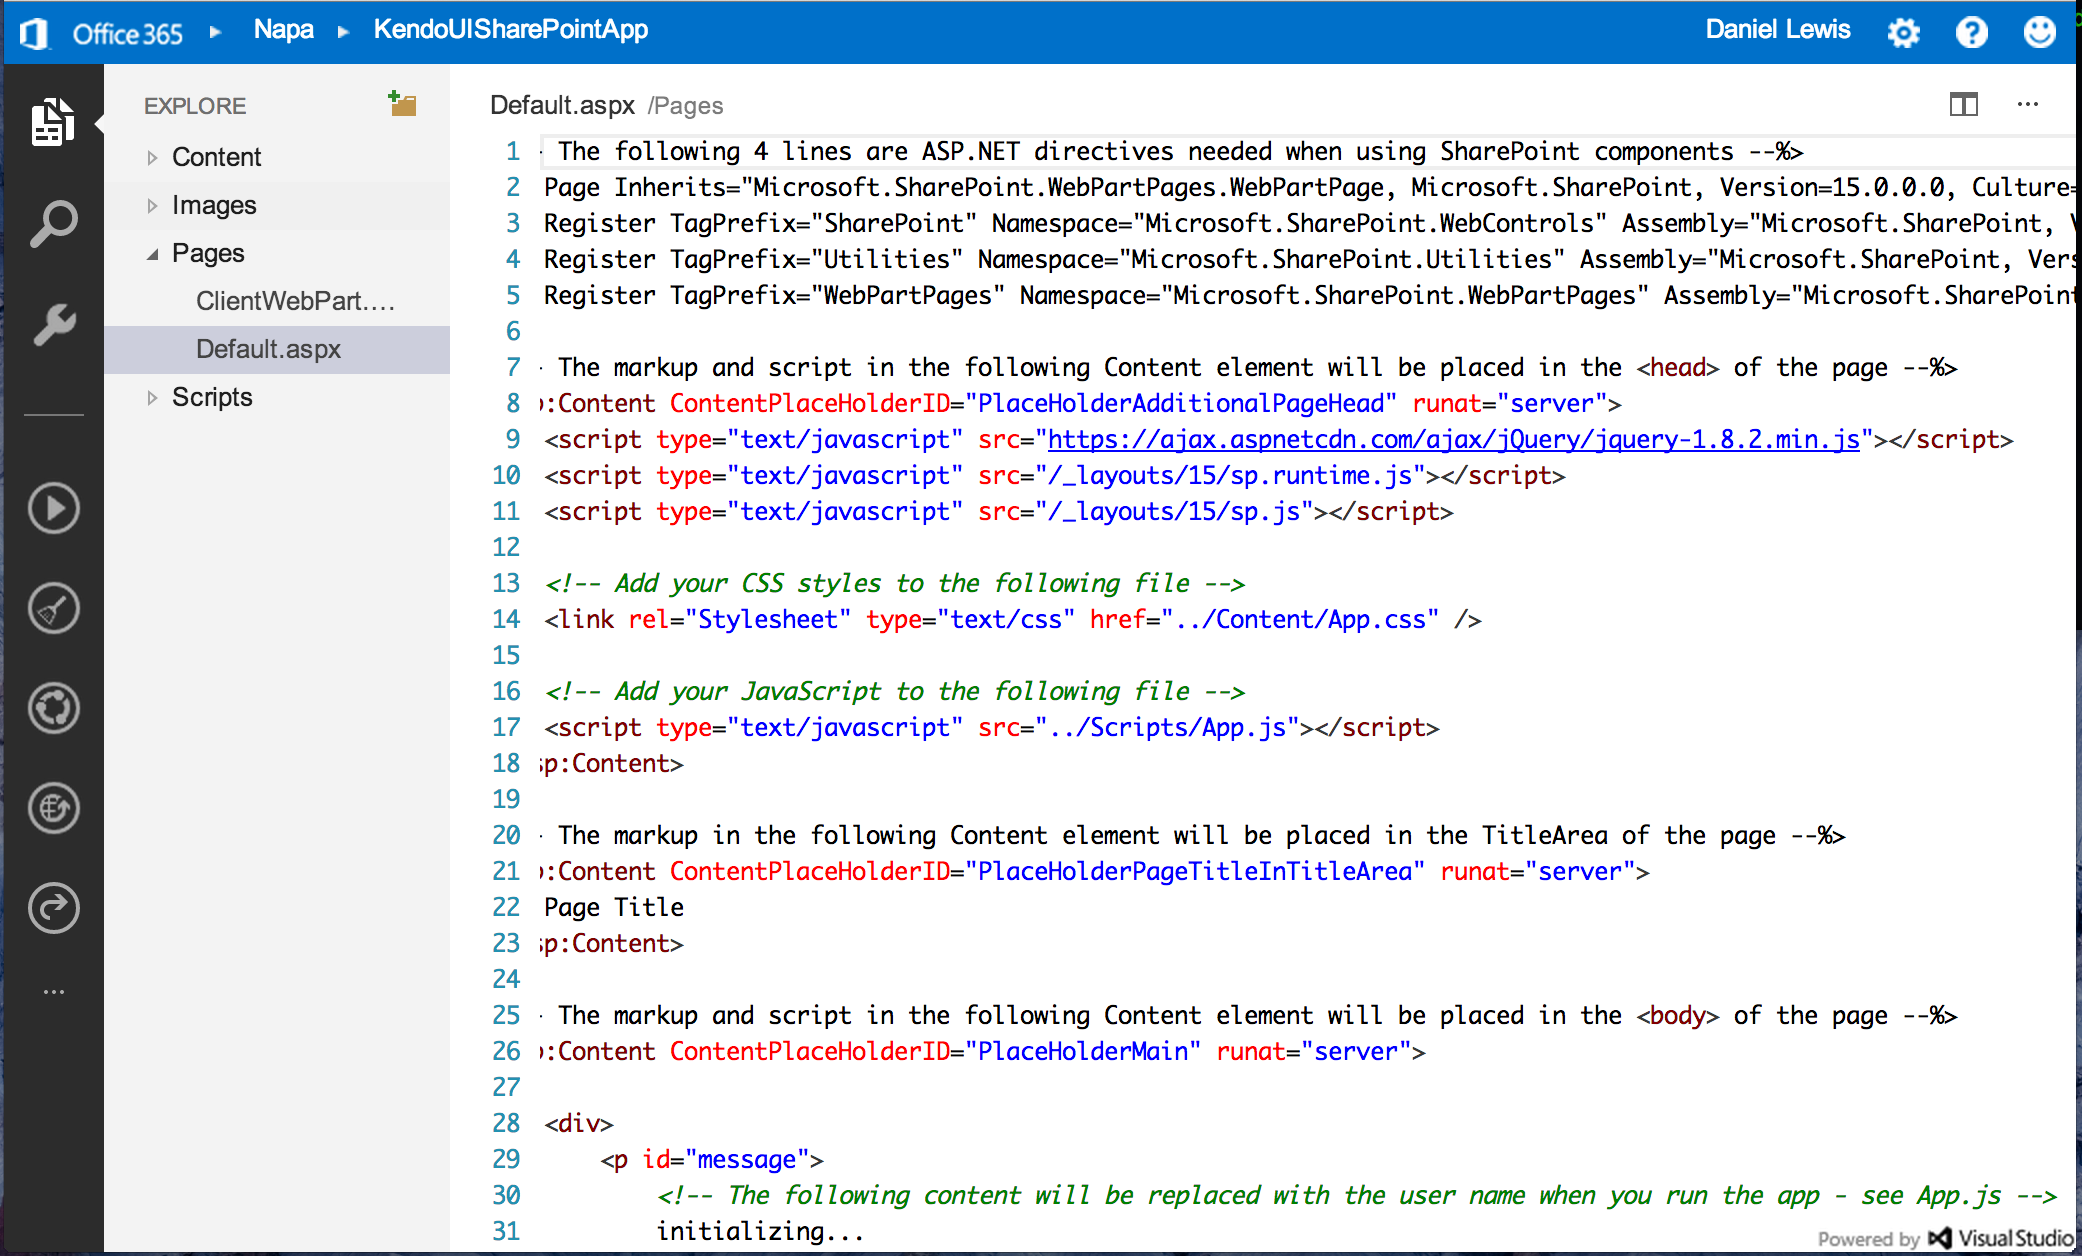 Office 365 Napa KendoUISharePointApp Daniel Lewis
EXPLORE
Content
Images
Pages
ClientWebPart....
Default.aspx
Scripts
Default.aspx /Pages
1 The following 4 lines are ASP.NET directives needed when using SharePoint components --%>
2 Page Inherits="Microsoft.SharePoint.WebPartPages.WebPartPage, Microsoft.SharePoint, Version=15.0.0.0, Culture=
3 Register TagPrefix="SharePoint" Namespace="Microsoft.SharePoint.WebControls" Assembly="Microsoft.SharePoint, V
4 Register TagPrefix="Utilities" Namespace="Microsoft.SharePoint.Utilities" Assembly="Microsoft.SharePoint, Vers
5 Register TagPrefix="WebPartPages" Namespace="Microsoft.SharePoint.WebPartPages" Assembly="Microsoft.SharePoint
6
7 The markup and script in the following Content element will be placed in the <head> of the page --%>
8 :Content ContentPlaceHolderID="PlaceHolderAdditionalPageHead" runat="server">
9 <script type="text/javascript" src="https://ajax.aspnetcdn.com/ajax/jQuery/jquery-1.8.2.min.js"></script>
10 <script type="text/javascript" src="/_layouts/15/sp.runtime.js"></script>
11 <script type="text/javascript" src="/_layouts/15/sp.js"></script>
12
13 <!-- Add your CSS styles to the following file -->
14 <link rel="Stylesheet" type="text/css" href="../Content/App.css" />
15
16 <!-- Add your JavaScript to the following file -->
17 <script type="text/javascript" src="../Scripts/App.js"></script>
18 sp:Content>
19
20 The markup in the following Content element will be placed in the TitleArea of the page --%>
21 :Content ContentPlaceHolderID="PlaceHolderPageTitleInTitleArea" runat="server">
22 Page Title
23 sp:Content>
24
25 The markup and script in the following Content element will be placed in the <body> of the page --%>
26 :Content ContentPlaceHolderID="PlaceHolderMain" runat="server">
27
28 <div>
29 <p id="message">
30 <!-- The following content will be replaced with the user name when you run the app - see App.js -->
31 initializing...
Powered by Visual Studio